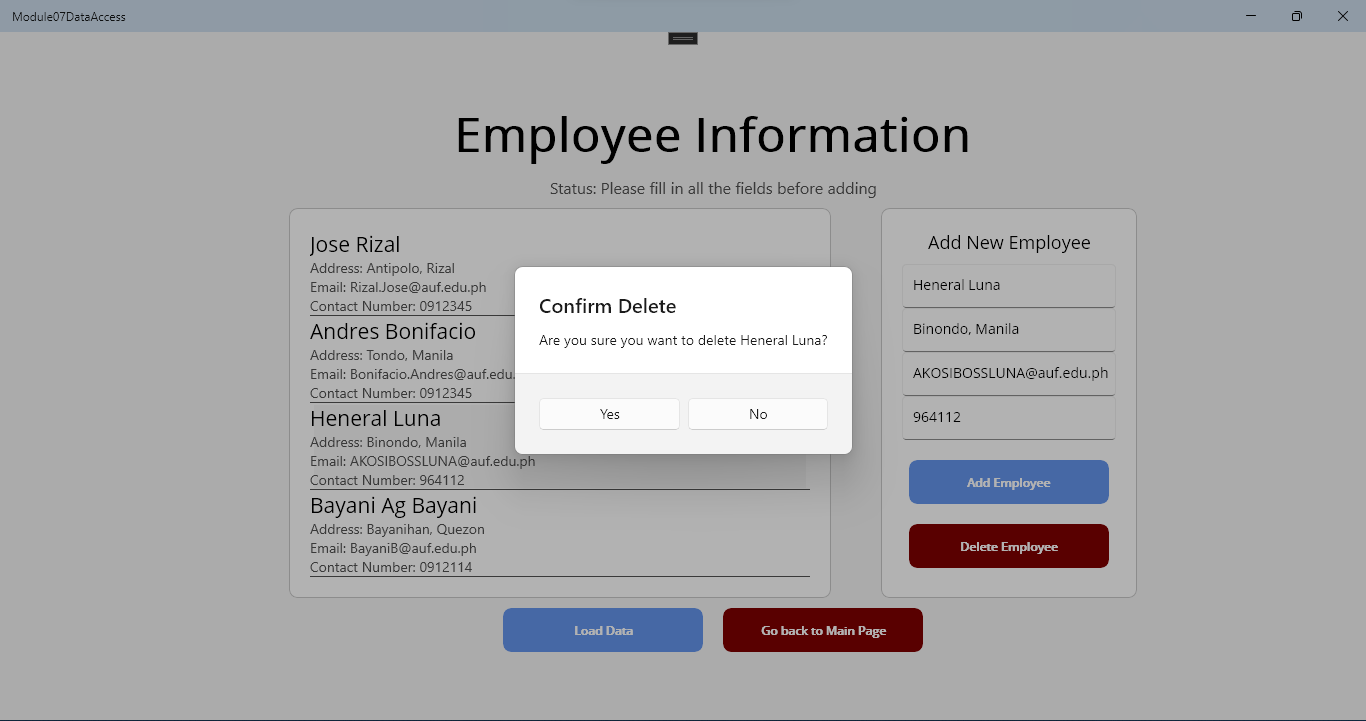 Module07DataAccess
Employee Information
Status: Please fill in all the fields before adding
Jose Rizal
Address: Antipolo, Rizal
Email: Rizal.Jose@auf.edu.ph
Contact Number: 0912345
Andres Bonifacio
Address: Tondo, Manila
Email: Bonifacio.Andres@auf.edu.
Contact Number: 0912345
Heneral Luna
Address: Binondo, Manila
Email: AKOSIBOSSLUNA@auf.edu.ph
Contact Number: 964112
Bayani Ag Bayani
Address: Bayanihan, Quezon
Email: BayaniB@auf.edu.ph
Contact Number: 0912114
Confirm Delete
Are you sure you want to delete Heneral Luna?
Yes
No
Add New Employee
Heneral Luna
Binondo, Manila
AKOSIBOSSLUNA@auf.edu.ph
964112
Add Employee
Delete Employee
Load Data
Go back to Main Page